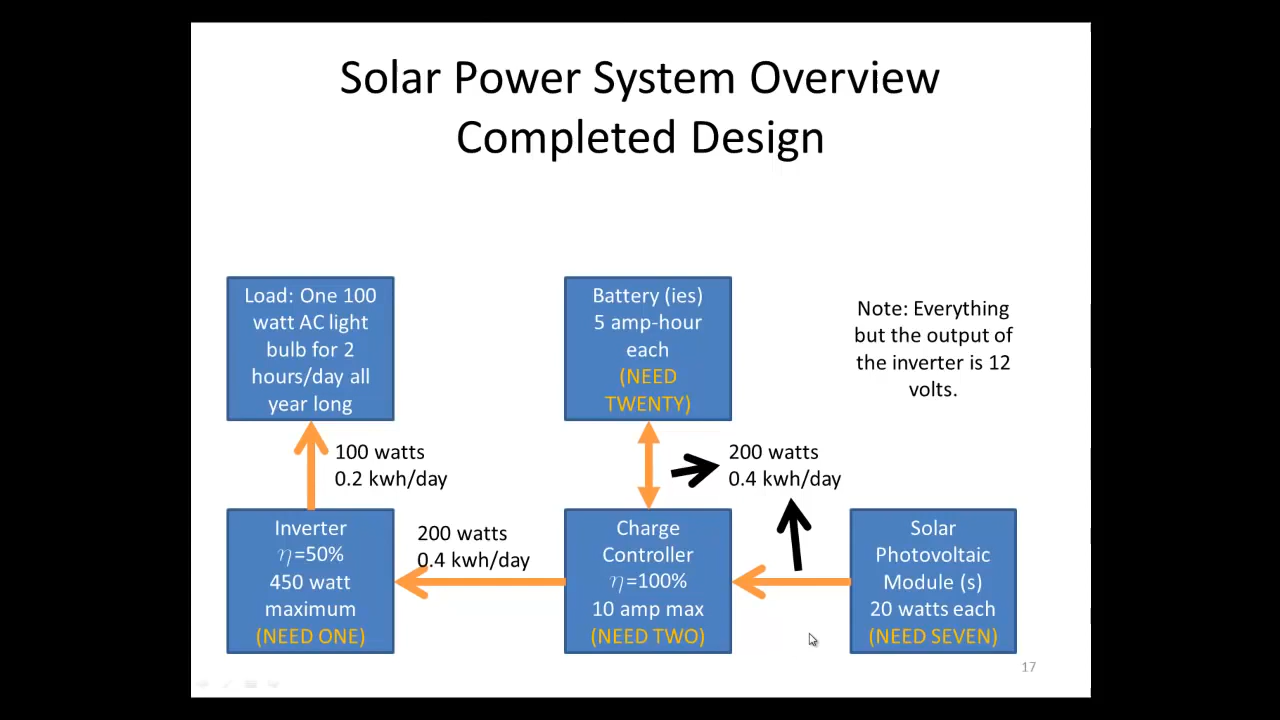 Solar Power System Overview
Completed Design
Load: One 100
watt AC light
bulb for 2
hours/day all
year long
Battery (ies)
5 amp-hour
each
(NEED
TWENTY)
Note: Everything
but the output of
the inverter is 12
volts.
100 watts
0.2 kwh/day
200 watts
0.4 kwh/day
200 watts
0.4 kwh/day
Inverter
η=50%
450 watt
maximum
(NEED ONE)
Charge
Controller
η=100%
10 amp max
(NEED TWO)
Solar
Photovoltaic
Module (s)
20 watts each
(NEED SEVEN)
17